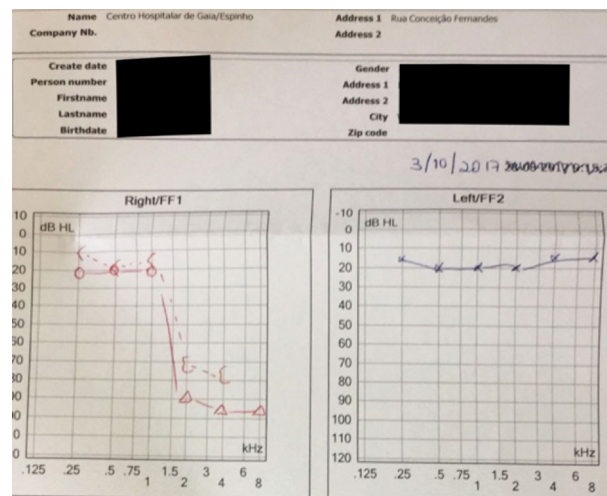 Name Centro Hospitalar de Gaia/Espinho Address 1 Rua Conceição Fernandes
Company Nb. Address 2
Create date Gender
Person number Address 1
Firstname Address 2
Lastname City
Birthdate Zip code
3/10/2017
Right/FF1 Left/FF2
10 -10
dB HL dB HL
0 0
10 10
20 20
30 30
40 40
50 50
60 60
70 70
80 80
90 90
100
110
120
kHz kHz
.125 .25 .5 .75 1 1.5 2 3 4 6 8
.125 .25 .5 .75 1 1.5 2 3 4 6 8